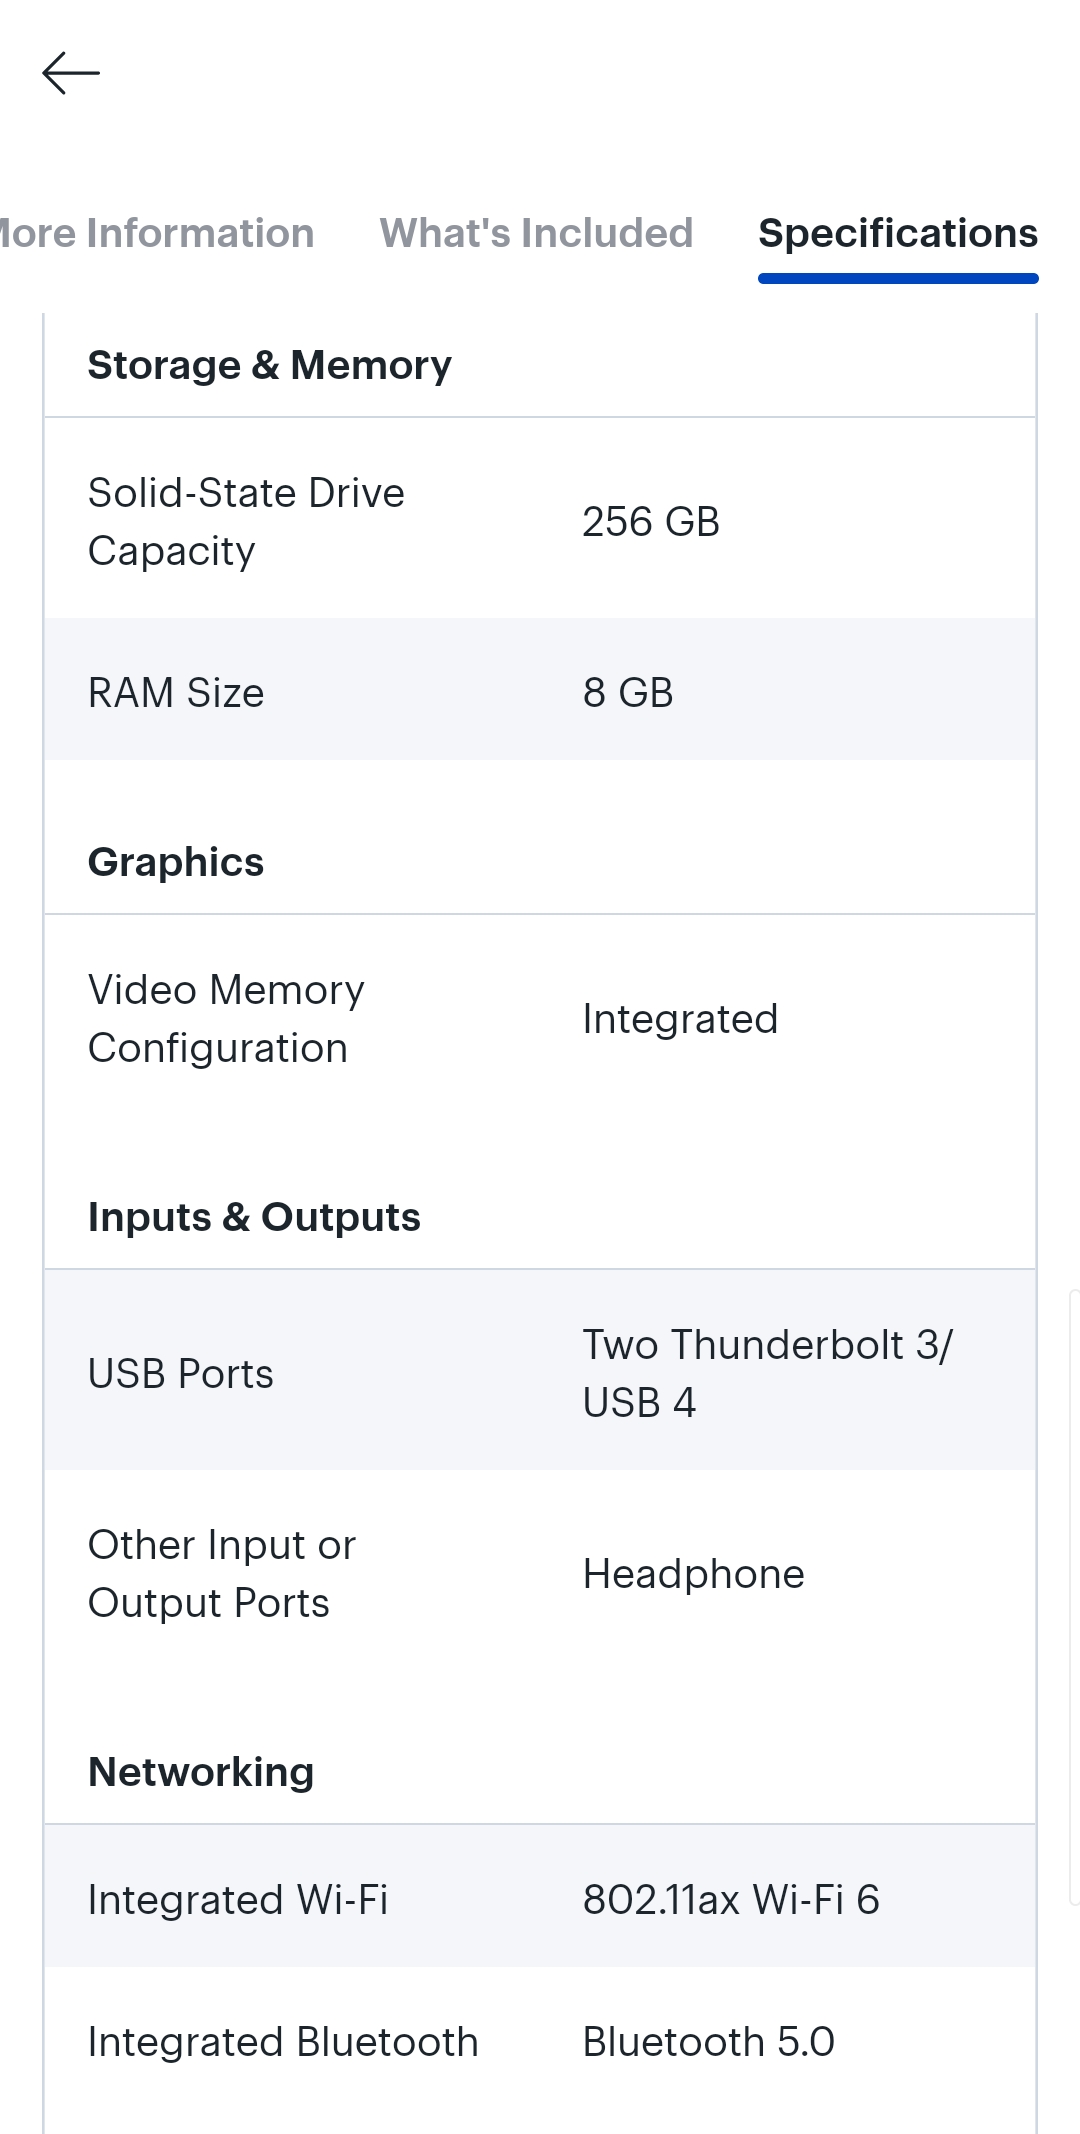 More Information What's Included Specifications
Storage & Memory
Solid-State Drive
Capacity
256 GB
RAM Size 8 GB
Graphics
Video Memory
Configuration
Integrated
Inputs & Outputs
USB Ports
Two Thunderbolt 3/
USB 4
Other Input or
Output Ports
Headphone
Networking
Integrated Wi-Fi 802.11ax Wi-Fi 6
Integrated Bluetooth Bluetooth 5.0